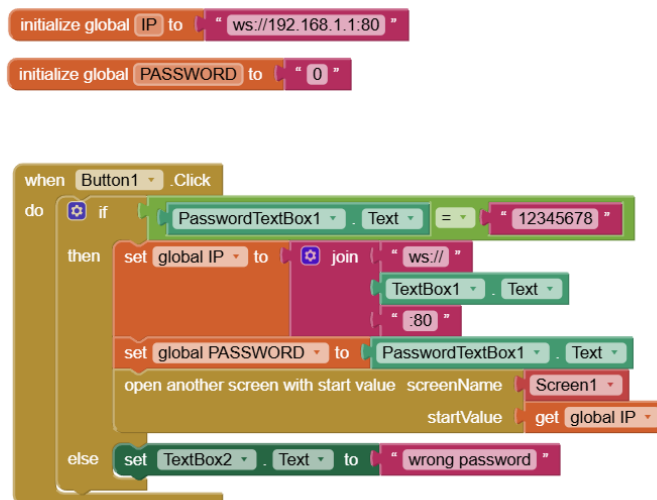 initialize global IP to " ws://192.168.1.1:80 "
initialize global PASSWORD to " 0 "
when Button1 .Click
do if PasswordTextBox1 . Text = " 12345678 "
then set global IP to join " ws:// "
TextBox1 . Text
" :80 "
set global PASSWORD to PasswordTextBox1 . Text
open another screen with start value screenName Screen1
startValue get global IP
else set TextBox2 . Text to " wrong password "